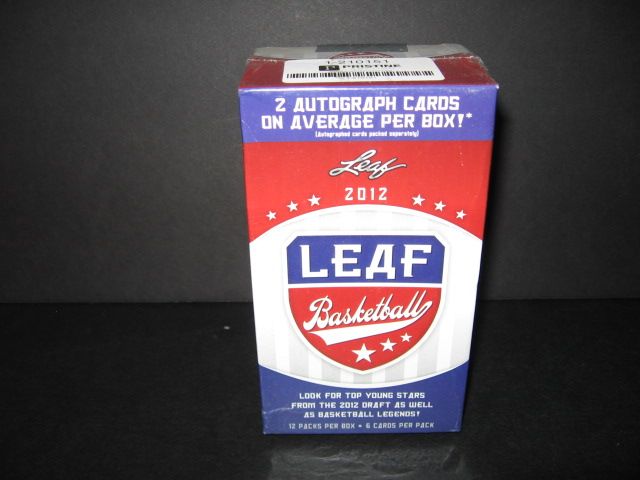 1-210151
PRISTINE
2 AUTOGRAPH CARDS
ON AVERAGE PER BOX!*
(Autographed cards packed separately)
Leaf
2012
LEAF
Basketball
LOOK FOR TOP YOUNG STARS
FROM THE 2012 DRAFT AS WELL
AS BASKETBALL LEGENDS!
12 PACKS PER BOX • 6 CARDS PER PACK